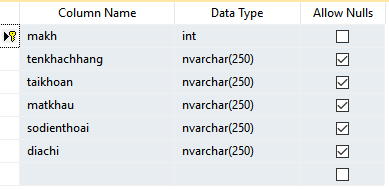 Column Name Data Type Allow Nulls
makh int
tenkhachhang nvarchar(250)
taikhoan nvarchar(250)
matkhau nvarchar(250)
sodienthoai nvarchar(250)
diachi nvarchar(250)